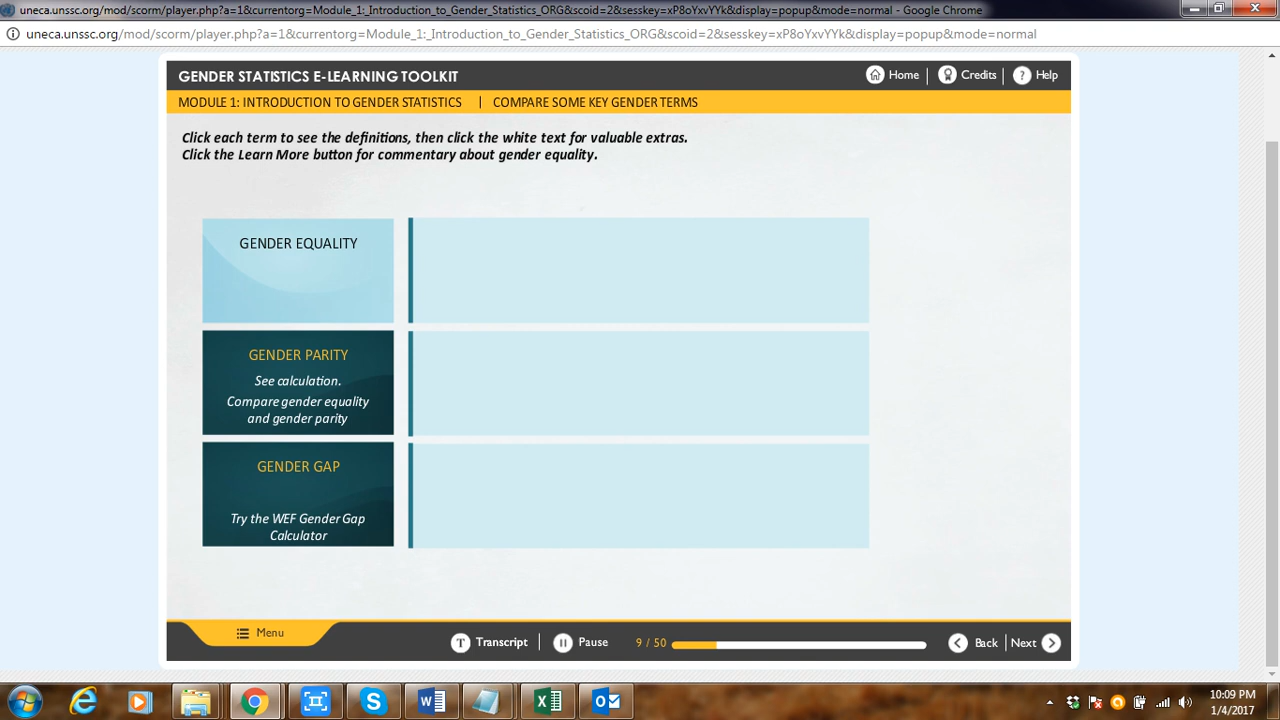 uneca.unssc.org/mod/scorm/player.php?a=1&currentorg=Module_1:_Introduction_to_Gender_Statistics_ORG&scoid=2&sesskey=xP8oYxvYYk&display=popup&mode=normal - Google Chrome
uneca.unssc.org/mod/scorm/player.php?a=1&currentorg=Module_1:_Introduction_to_Gender_Statistics_ORG&scoid=2&sesskey=xP8oYxvYYk&display=popup&mode=normal
GENDER STATISTICS E-LEARNING TOOLKIT
Home | Credits | ? Help
MODULE 1: INTRODUCTION TO GENDER STATISTICS | COMPARE SOME KEY GENDER TERMS
Click each term to see the definitions, then click the white text for valuable extras.
Click the Learn More button for commentary about gender equality.
GENDER EQUALITY
GENDER PARITY
See calculation.
Compare gender equality
and gender parity
GENDER GAP
Try the WEF Gender Gap
Calculator
Menu
T Transcript | Pause 9 / 50 Back | Next
10:09 PM
1/4/2017